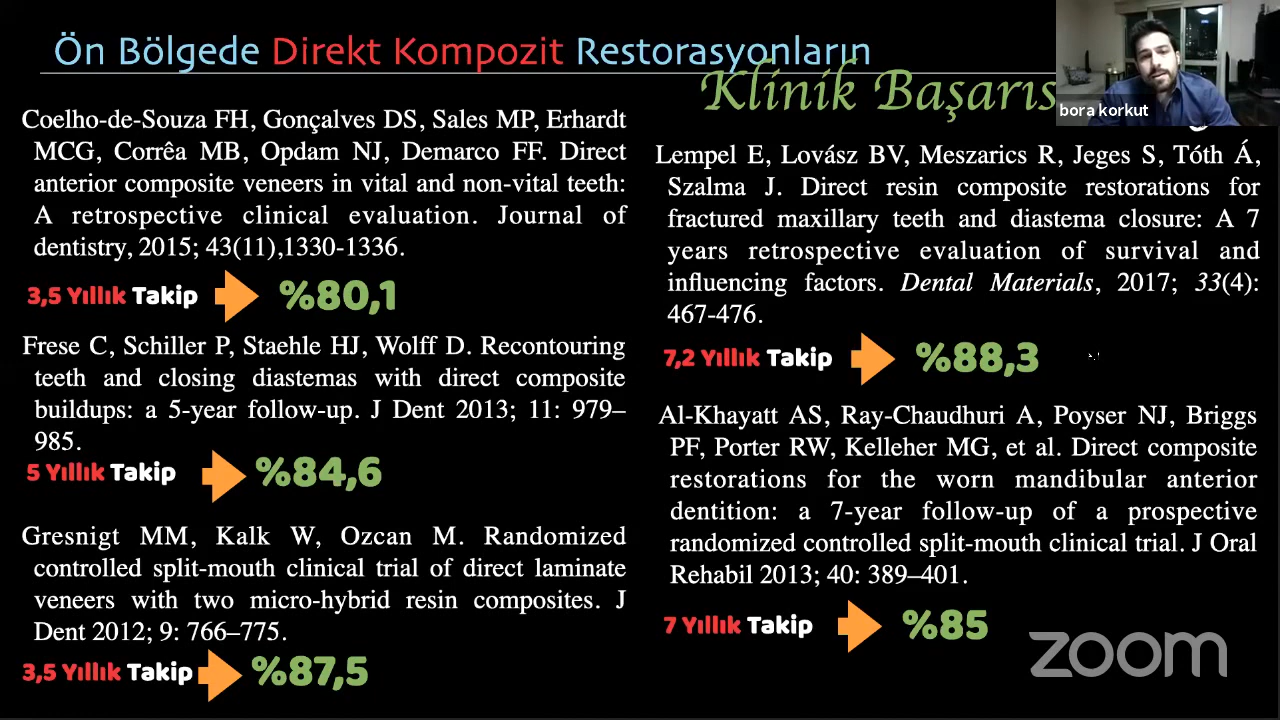 Ön Bölgede Direkt Kompozit Restorasyonların
Klinik Başarıs
bora korkut
Coelho-de-Souza FH, Gonçalves DS, Sales MP, Erhardt
MCG, Corrêa MB, Opdam NJ, Demarco FF. Direct
anterior composite veneers in vital and non-vital teeth:
A retrospective clinical evaluation. Journal of
dentistry, 2015; 43(11),1330-1336.
3,5 Yıllık Takip %80,1
Frese C, Schiller P, Staehle HJ, Wolff D. Recontouring
teeth and closing diastemas with direct composite
buildups: a 5-year follow-up. J Dent 2013; 11: 979–
985.
5 Yıllık Takip %84,6
Gresnigt MM, Kalk W, Ozcan M. Randomized
controlled split-mouth clinical trial of direct laminate
veneers with two micro-hybrid resin composites. J
Dent 2012; 9: 766–775.
3,5 Yıllık Takip %87,5
Lempel E, Lovász BV, Meszarics R, Jeges S, Tóth Á,
Szalma J. Direct resin composite restorations for
fractured maxillary teeth and diastema closure: A 7
years retrospective evaluation of survival and
influencing factors. Dental Materials, 2017; 33(4):
467-476.
7,2 Yıllık Takip %88,3
Al-Khayatt AS, Ray-Chaudhuri A, Poyser NJ, Briggs
PF, Porter RW, Kelleher MG, et al. Direct composite
restorations for the worn mandibular anterior
dentition: a 7-year follow-up of a prospective
randomized controlled split-mouth clinical trial. J Oral
Rehabil 2013; 40: 389–401.
7 Yıllık Takip %85
zoom